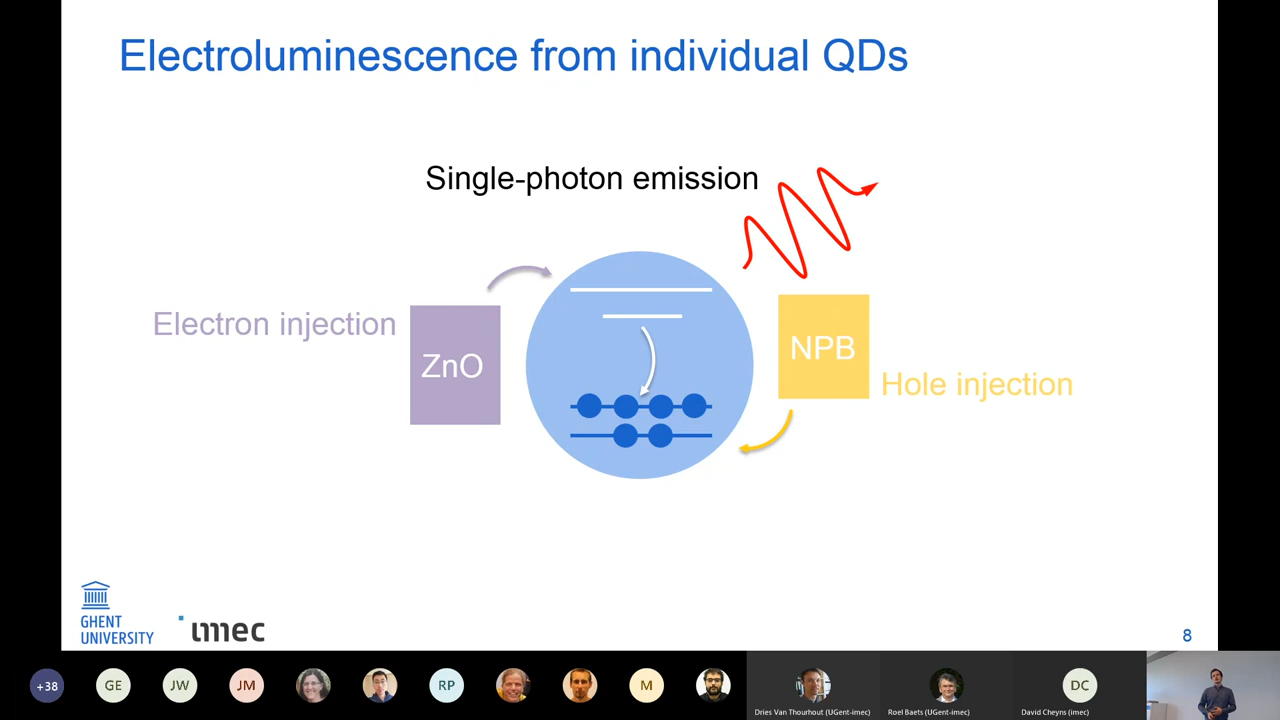 Electroluminescence from individual QDs
Single-photon emission
Electron injection
ZnO
NPB
Hole injection
GHENT
UNIVERSITY
imec
8
+38
GE
JW
JM
RP
M
DC
Dries Van Thourhout (UGent-imec)
Roel Baets (UGent-imec)
David Cheyns (imec)